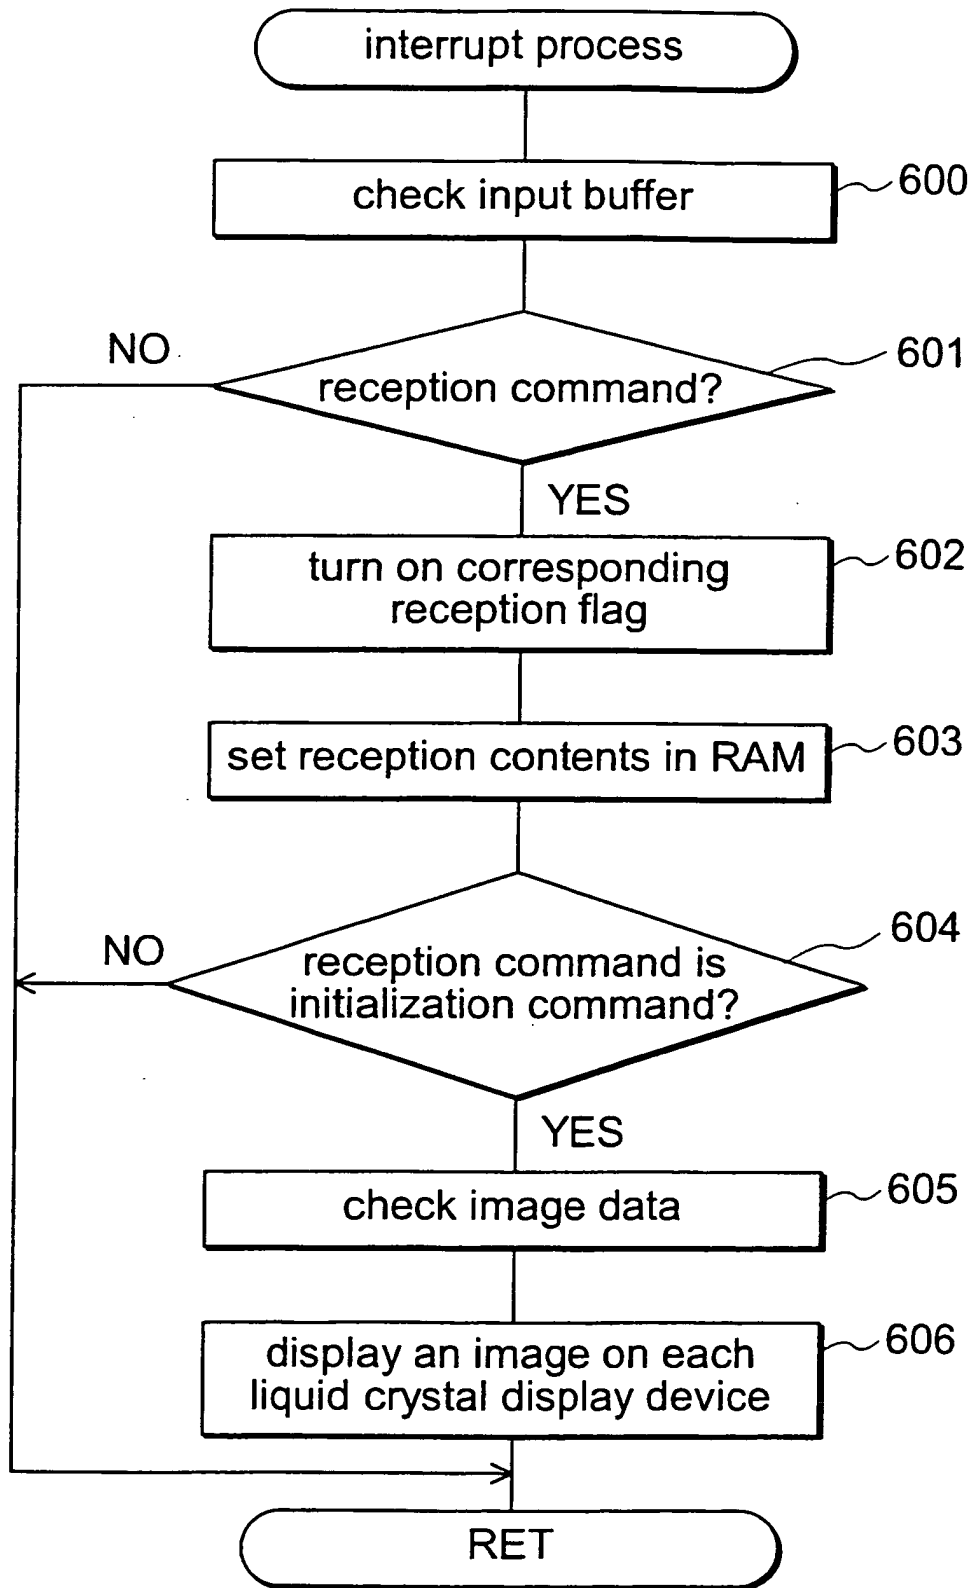 interrupt process
check input buffer
600
NO
reception command?
601
YES
turn on corresponding
reception flag
602
set reception contents in RAM
603
NO
reception command is
initialization command?
604
YES
check image data
605
display an image on each
liquid crystal display device
606
RET